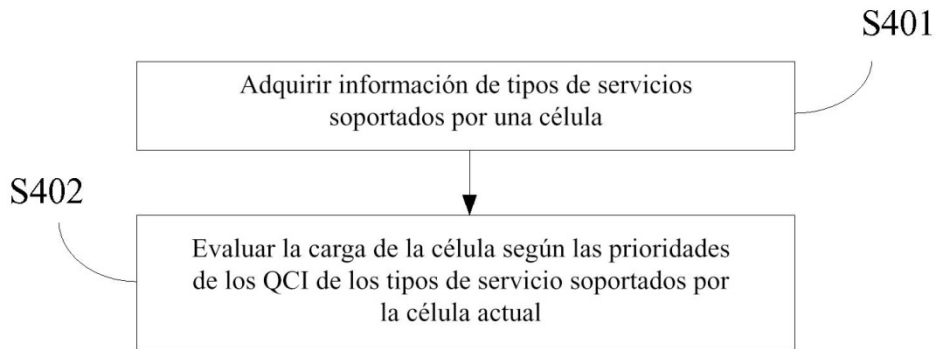 S401
Adquirir información de tipos de servicios
soportados por una célula
S402
Evaluar la carga de la célula según las prioridades
de los QCI de los tipos de servicio soportados por
la célula actual